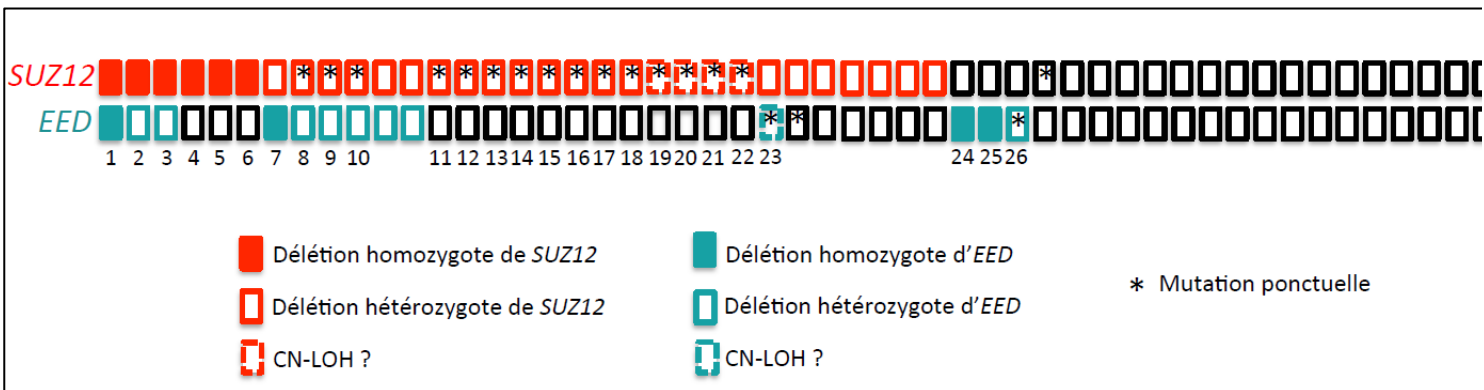 SUZ12 * * * * * * * * * * * * * * * *
EED * * *
1 2 3 4 5 6 7 8 9 10 11 12 13 14 15 16 17 18 19 20 21 22 23 24 25 26
Délétion homozygote de SUZ12 Délétion homozygote d'EED
* Mutation ponctuelle
Délétion hétérozygote de SUZ12 Délétion hétérozygote d'EED
CN-LOH ? CN-LOH ?